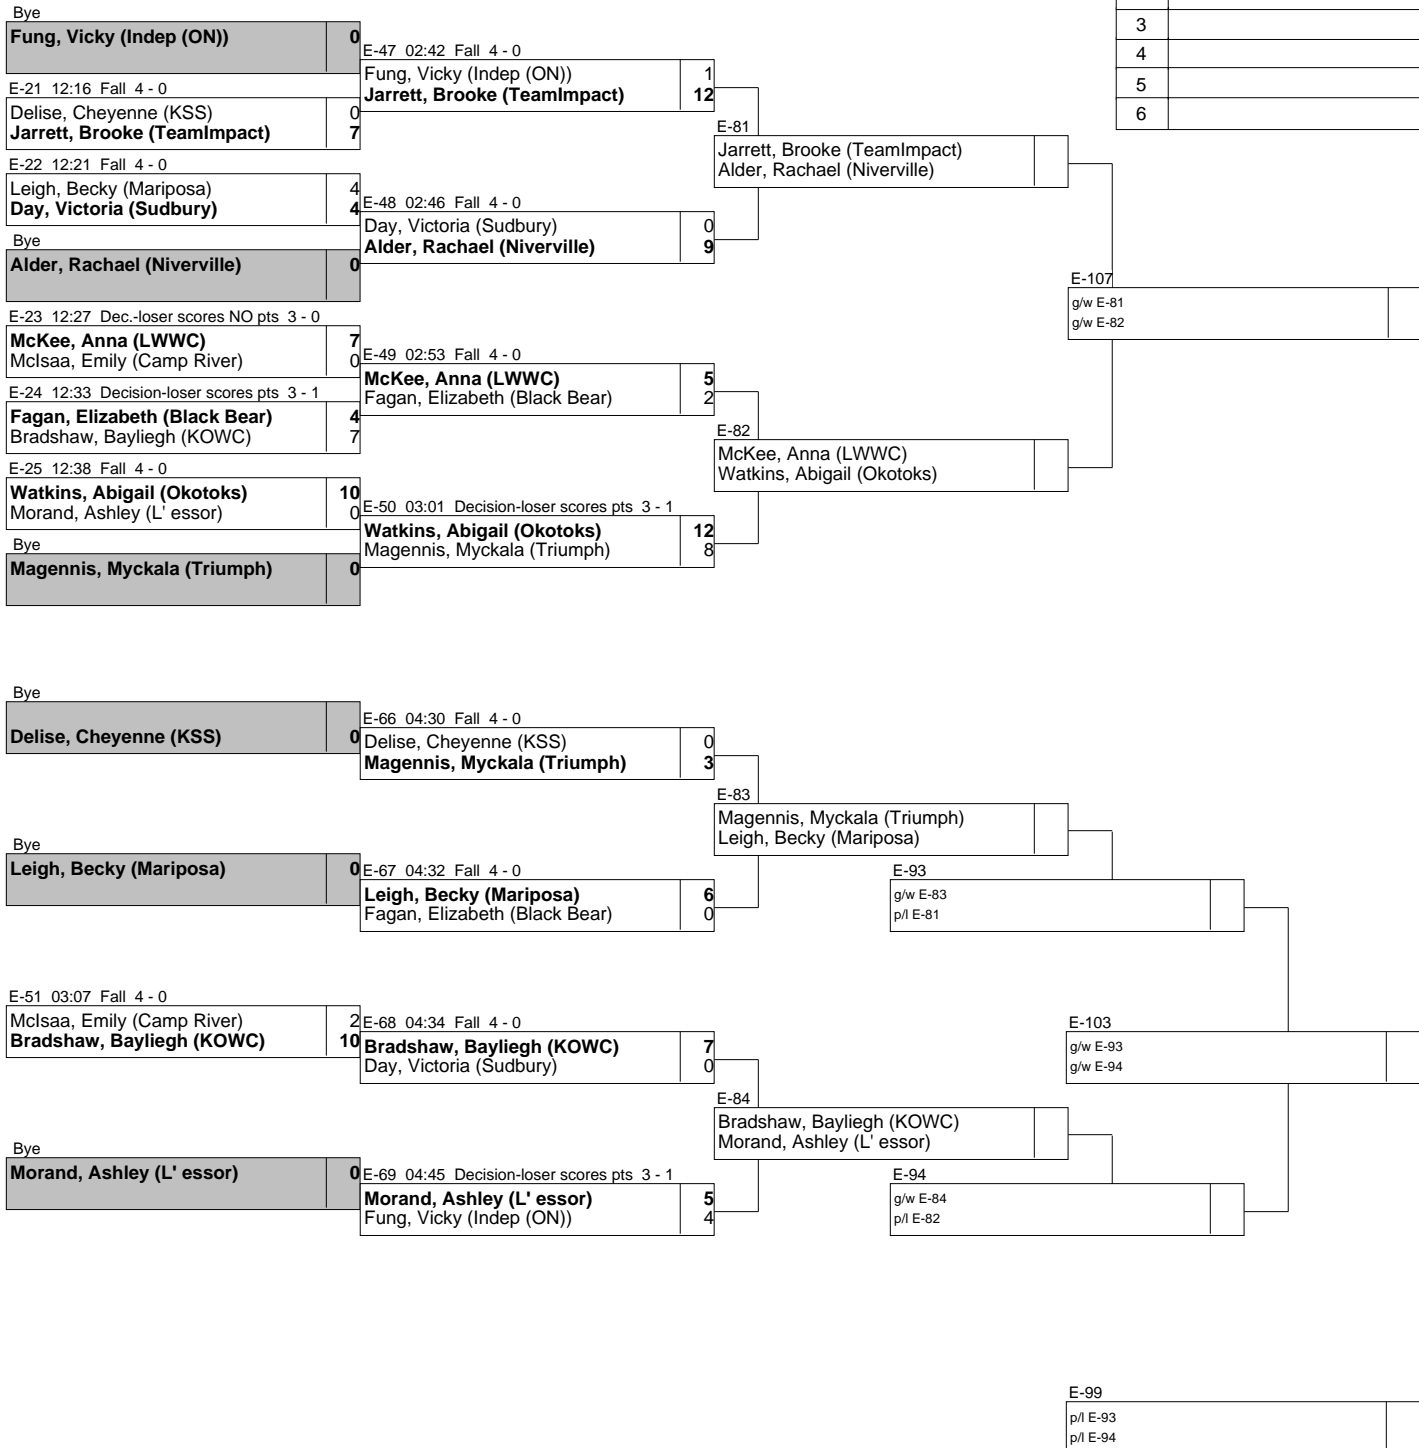 Bye
Fung, Vicky (Indep (ON)) 0
E-21 12:16 Fall 4 - 0
Delise, Cheyenne (KSS) 0
Jarrett, Brooke (TeamImpact) 7
E-22 12:21 Fall 4 - 0
Leigh, Becky (Mariposa) 4
Day, Victoria (Sudbury) 4
Bye
Alder, Rachael (Niverville) 0
E-23 12:27 Dec.-loser scores NO pts 3 - 0
McKee, Anna (LWWC) 7
McIsaa, Emily (Camp River) 0
E-24 12:33 Decision-loser scores pts 3 - 1
Fagan, Elizabeth (Black Bear) 4
Bradshaw, Bayliegh (KOWC) 7
E-25 12:38 Fall 4 - 0
Watkins, Abigail (Okotoks) 10
Morand, Ashley (L' essor) 0
Bye
Magennis, Myckala (Triumph) 0
E-47 02:42 Fall 4 - 0
Fung, Vicky (Indep (ON)) 1
Jarrett, Brooke (TeamImpact) 12
E-48 02:46 Fall 4 - 0
Day, Victoria (Sudbury) 0
Alder, Rachael (Niverville) 9
E-49 02:53 Fall 4 - 0
McKee, Anna (LWWC) 5
Fagan, Elizabeth (Black Bear) 2
E-50 03:01 Decision-loser scores pts 3 - 1
Watkins, Abigail (Okotoks) 12
Magennis, Myckala (Triumph) 8
E-81
Jarrett, Brooke (TeamImpact)
Alder, Rachael (Niverville)
E-82
McKee, Anna (LWWC)
Watkins, Abigail (Okotoks)
3
4
5
6
E-107
g/w E-81
g/w E-82
Bye
Delise, Cheyenne (KSS) 0
Bye
Leigh, Becky (Mariposa) 0
E-51 03:07 Fall 4 - 0
McIsaa, Emily (Camp River) 2
Bradshaw, Bayliegh (KOWC) 10
Bye
Morand, Ashley (L' essor) 0
E-66 04:30 Fall 4 - 0
Delise, Cheyenne (KSS) 0
Magennis, Myckala (Triumph) 3
E-67 04:32 Fall 4 - 0
Leigh, Becky (Mariposa) 6
Fagan, Elizabeth (Black Bear) 0
E-68 04:34 Fall 4 - 0
Bradshaw, Bayliegh (KOWC) 7
Day, Victoria (Sudbury) 0
E-69 04:45 Decision-loser scores pts 3 - 1
Morand, Ashley (L' essor) 5
Fung, Vicky (Indep (ON)) 4
E-83
Magennis, Myckala (Triumph)
Leigh, Becky (Mariposa)
E-84
Bradshaw, Bayliegh (KOWC)
Morand, Ashley (L' essor)
E-93
g/w E-83
p/l E-81
E-94
g/w E-84
p/l E-82
E-103
g/w E-93
g/w E-94
E-99
p/l E-93
p/l E-94